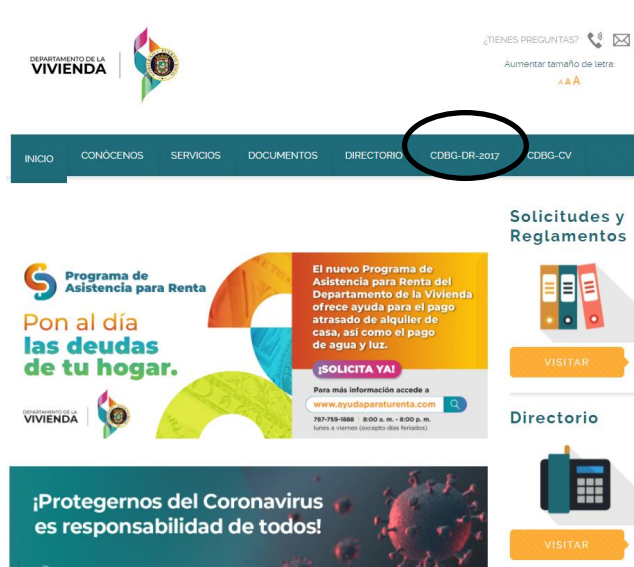 ¿TIENES PREGUNTAS?
DEPARTAMENTO DE LA
VIVIENDA
Aumentar tamaño de letra:
A A A
INICIO CONÓCENOS SERVICIOS DOCUMENTOS DIRECTORIO CDBG-DR-2017 CDBG-CV
Solicitudes y
Reglamentos
VISITAR
Directorio
VISITAR
Programa de
Asistencia para Renta
Pon al día
las deudas
de tu hogar.
DEPARTAMENTO DE LA
VIVIENDA
El nuevo Programa de
Asistencia para Renta del
Departamento de la Vivienda
ofrece ayuda para el pago
atrasado de alquiler de
casa, así como el pago
de agua y luz.
¡SOLICITA YA!
Para más información accede a
www.ayudaparaturenta.com
787-759-1888 8:00 a. m. - 8:00 p. m.
lunes a viernes (excepto días feriados)
¡Protegernos del Coronavirus
es responsabilidad de todos!